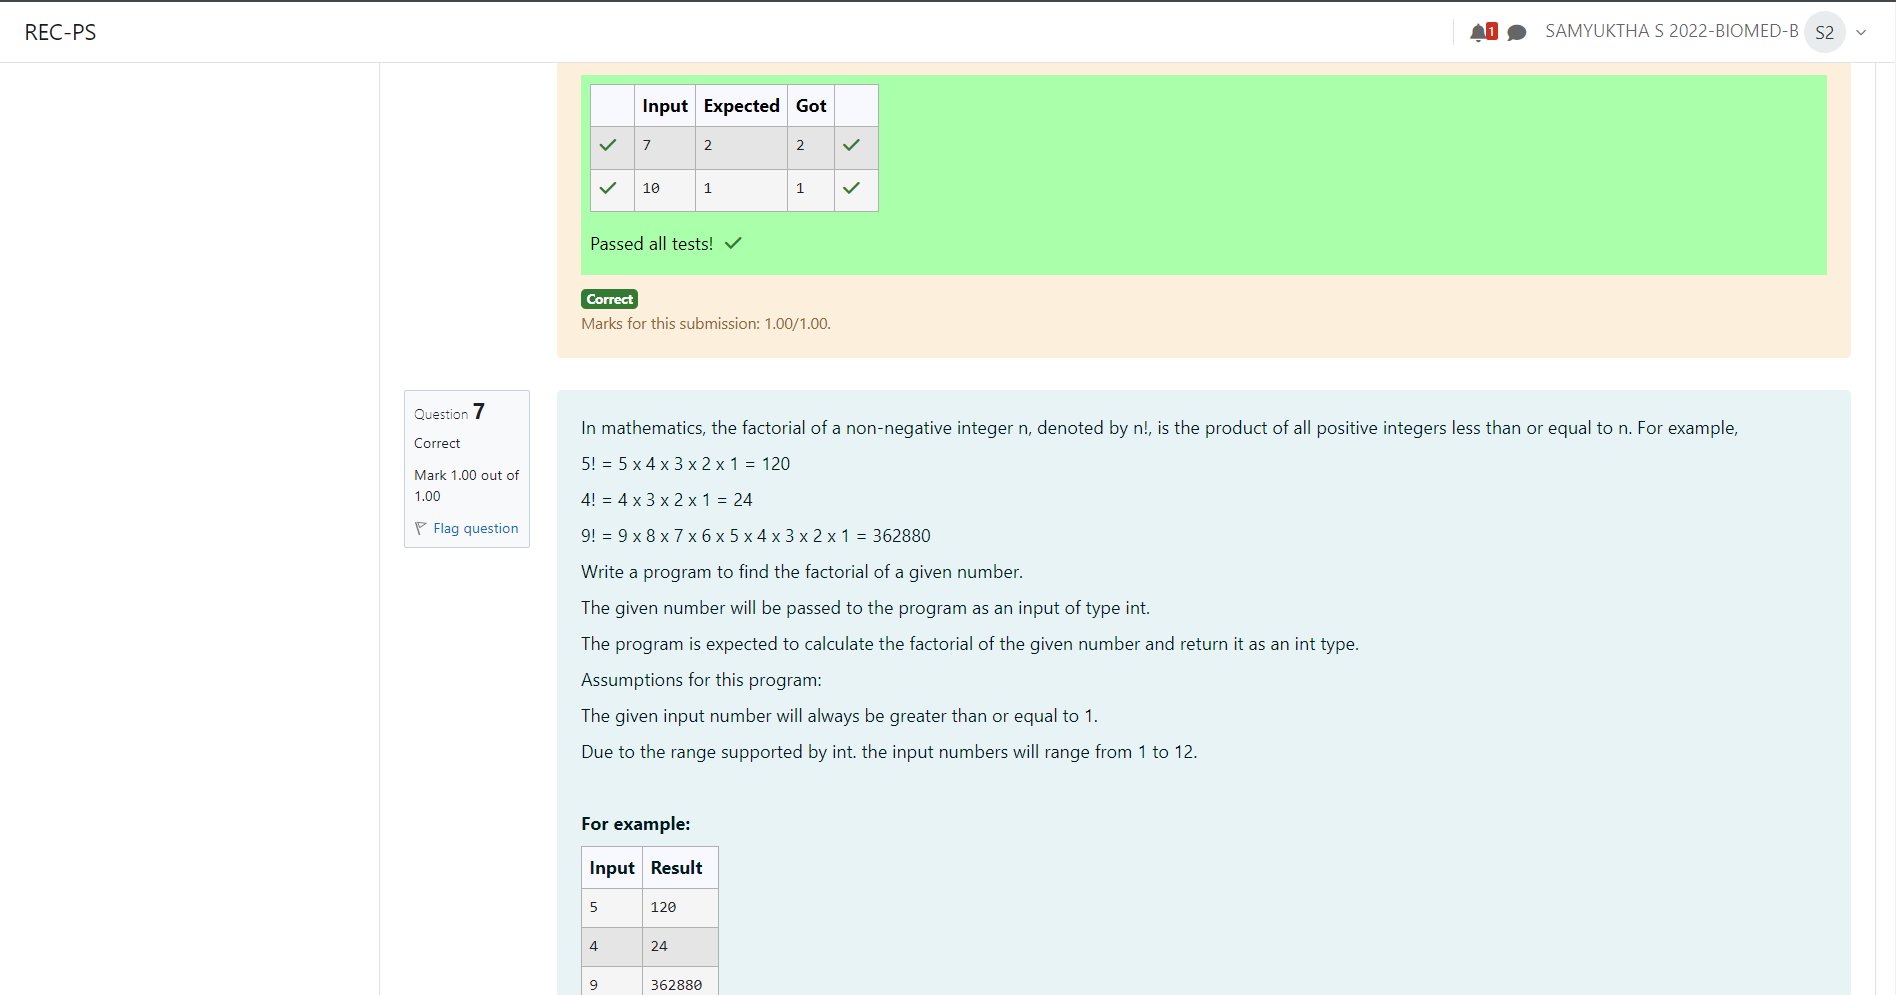 REC-PS
1
SAMYUKTHA S 2022-BIOMED-B
S2
Input Expected Got
7 2 2
10 1 1
Passed all tests!
Correct
Marks for this submission: 1.00/1.00.
Question 7
Correct
Mark 1.00 out of
1.00
Flag question
In mathematics, the factorial of a non-negative integer n, denoted by n!, is the product of all positive integers less than or equal to n. For example,
5! = 5 x 4 x 3 x 2 x 1 = 120
4! = 4 x 3 x 2 x 1 = 24
9! = 9 x 8 x 7 x 6 x 5 x 4 x 3 x 2 x 1 = 362880
Write a program to find the factorial of a given number.
The given number will be passed to the program as an input of type int.
The program is expected to calculate the factorial of the given number and return it as an int type.
Assumptions for this program:
The given input number will always be greater than or equal to 1.
Due to the range supported by int. the input numbers will range from 1 to 12.
For example:
Input Result
5 120
4 24
9 362880